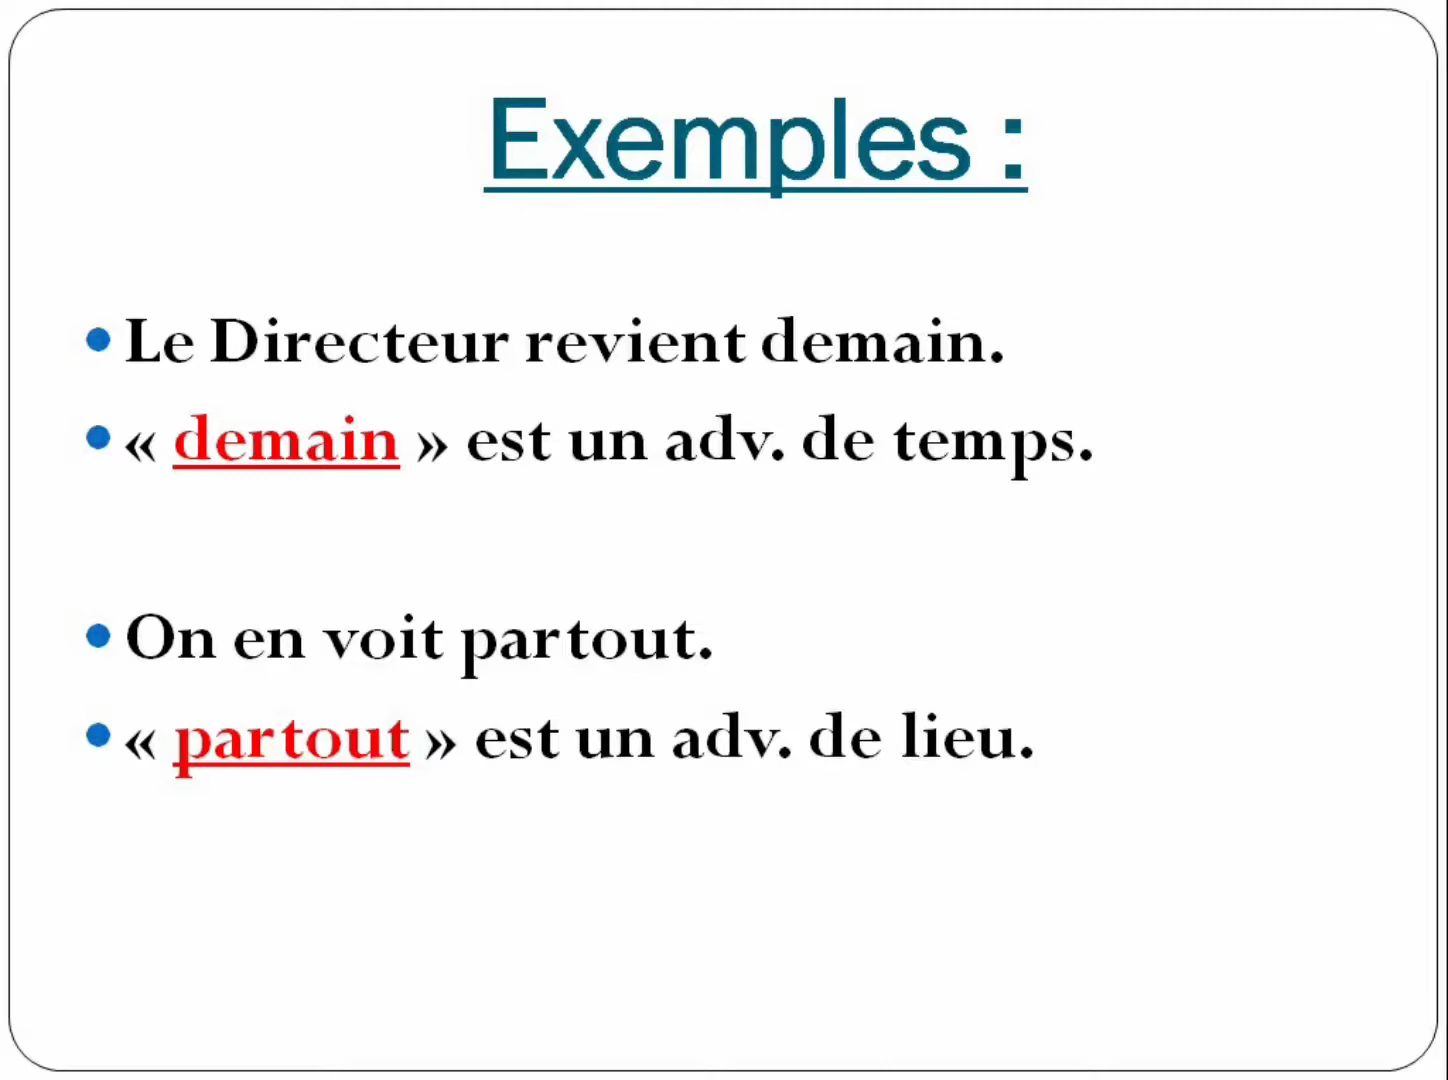 Exemples :
Le Directeur revient demain.
« demain » est un adv. de temps.
On en voit partout.
« partout » est un adv. de lieu.